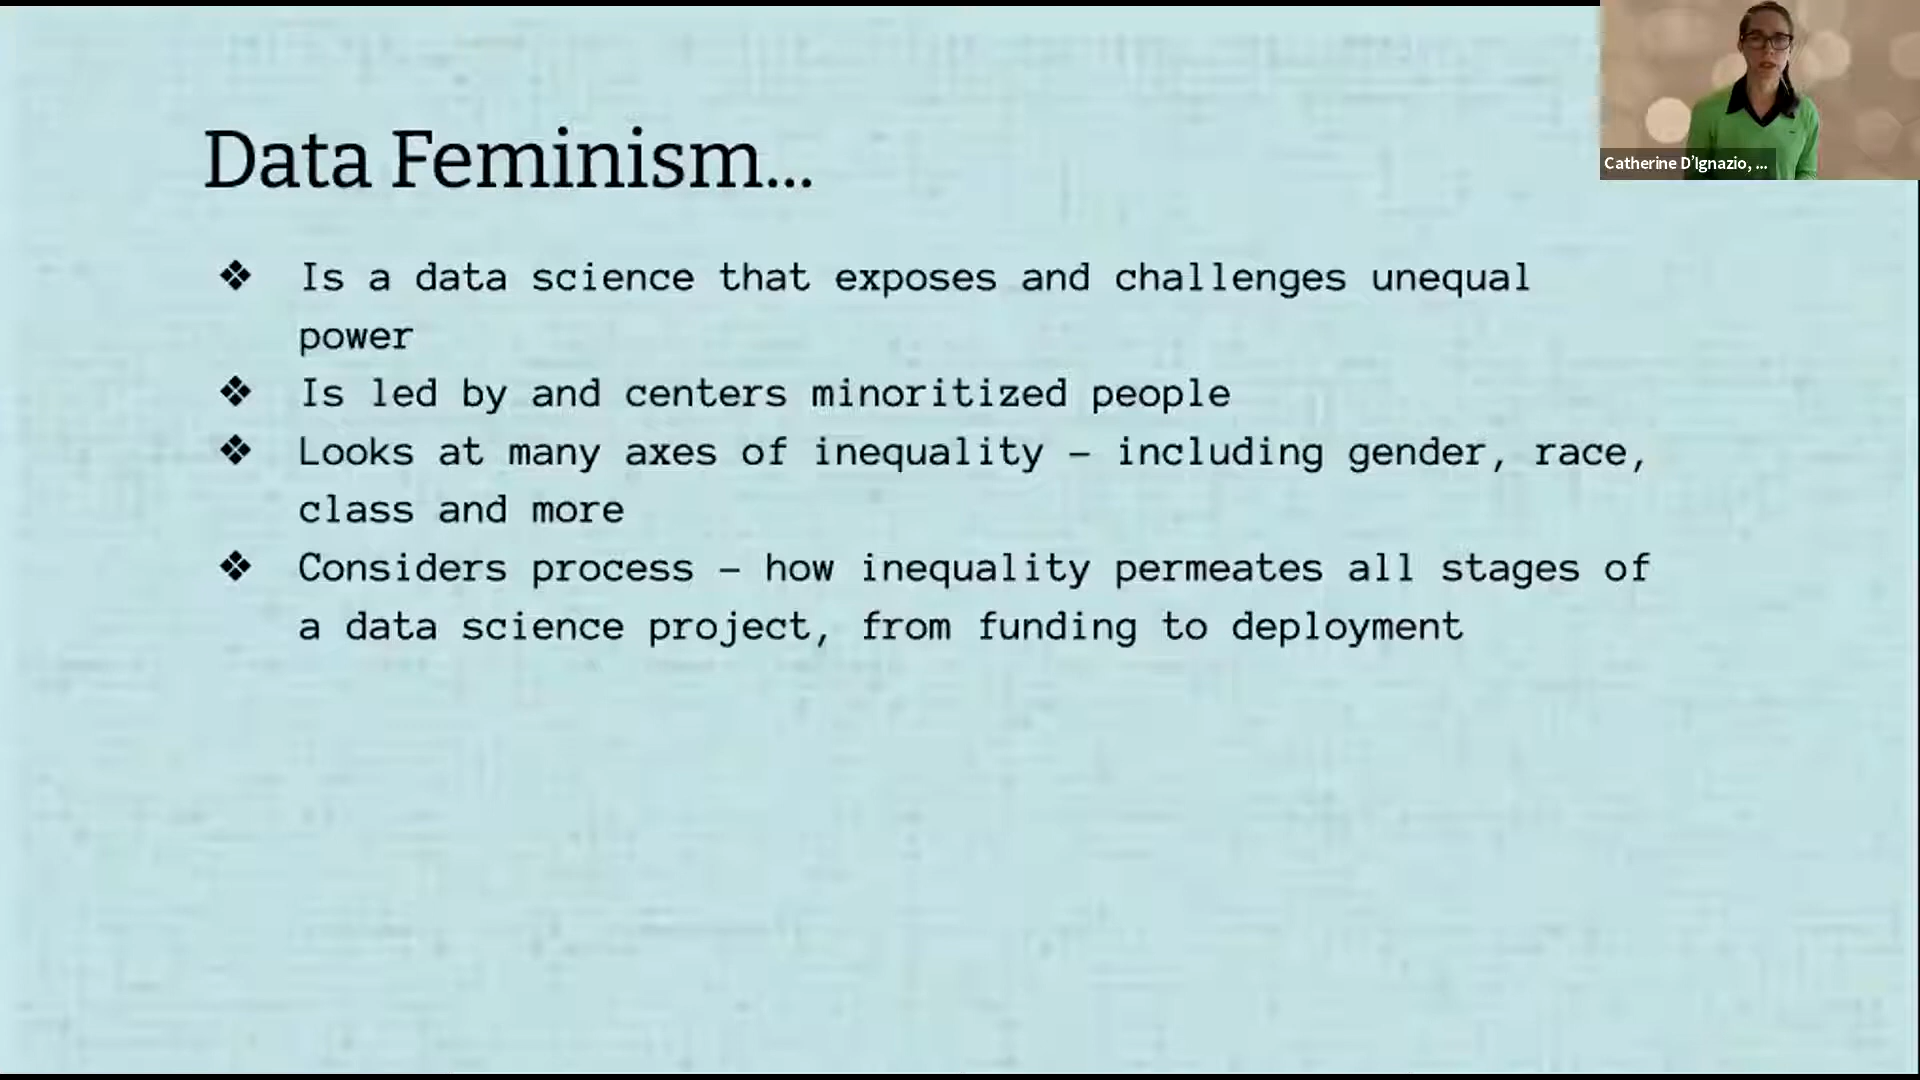 Data Feminism...
❖ Is a data science that exposes and challenges unequal
power
❖ Is led by and centers minoritized people
❖ Looks at many axes of inequality – including gender, race,
class and more
❖ Considers process – how inequality permeates all stages of
a data science project, from funding to deployment
Catherine D'Ignazio, ...